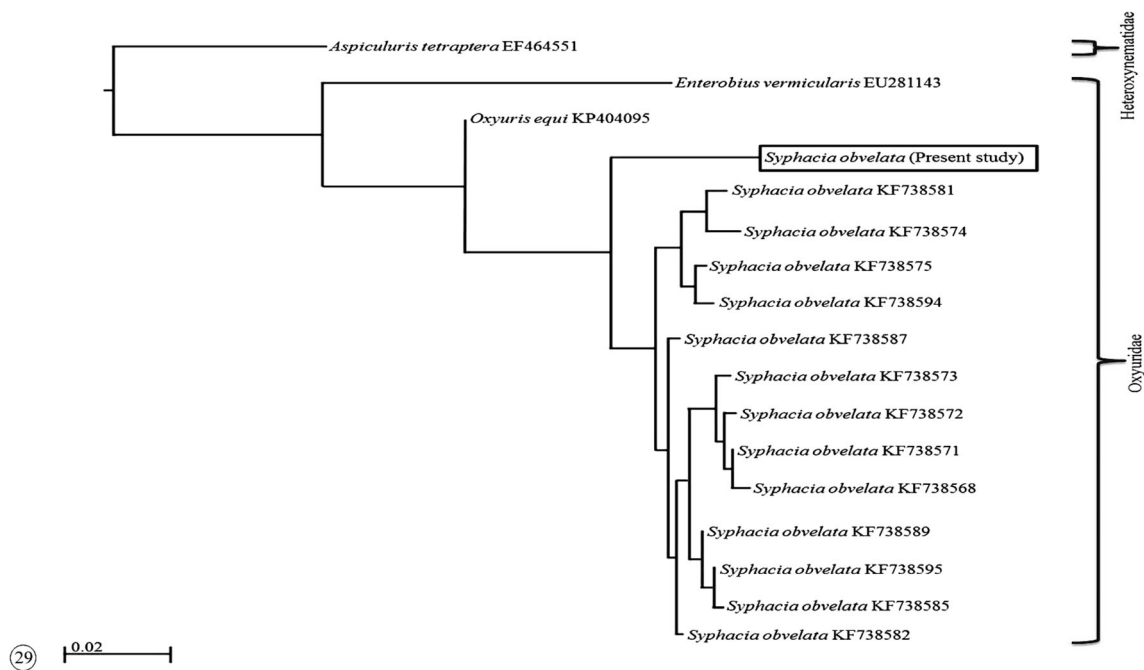 Aspiculuris tetraptera EF464551
Enterobius vermicularis EU281143
Oxyuris equi KP404095
Syphacia obvelata (Present study)
Syphacia obvelata KF738581
Syphacia obvelata KF738574
Syphacia obvelata KF738575
Syphacia obvelata KF738594
Syphacia obvelata KF738587
Syphacia obvelata KF738573
Syphacia obvelata KF738572
Syphacia obvelata KF738571
Syphacia obvelata KF738568
Syphacia obvelata KF738589
Syphacia obvelata KF738595
Syphacia obvelata KF738585
Syphacia obvelata KF738582
Heteroxynematidae
Oxyuridae
29
0.02